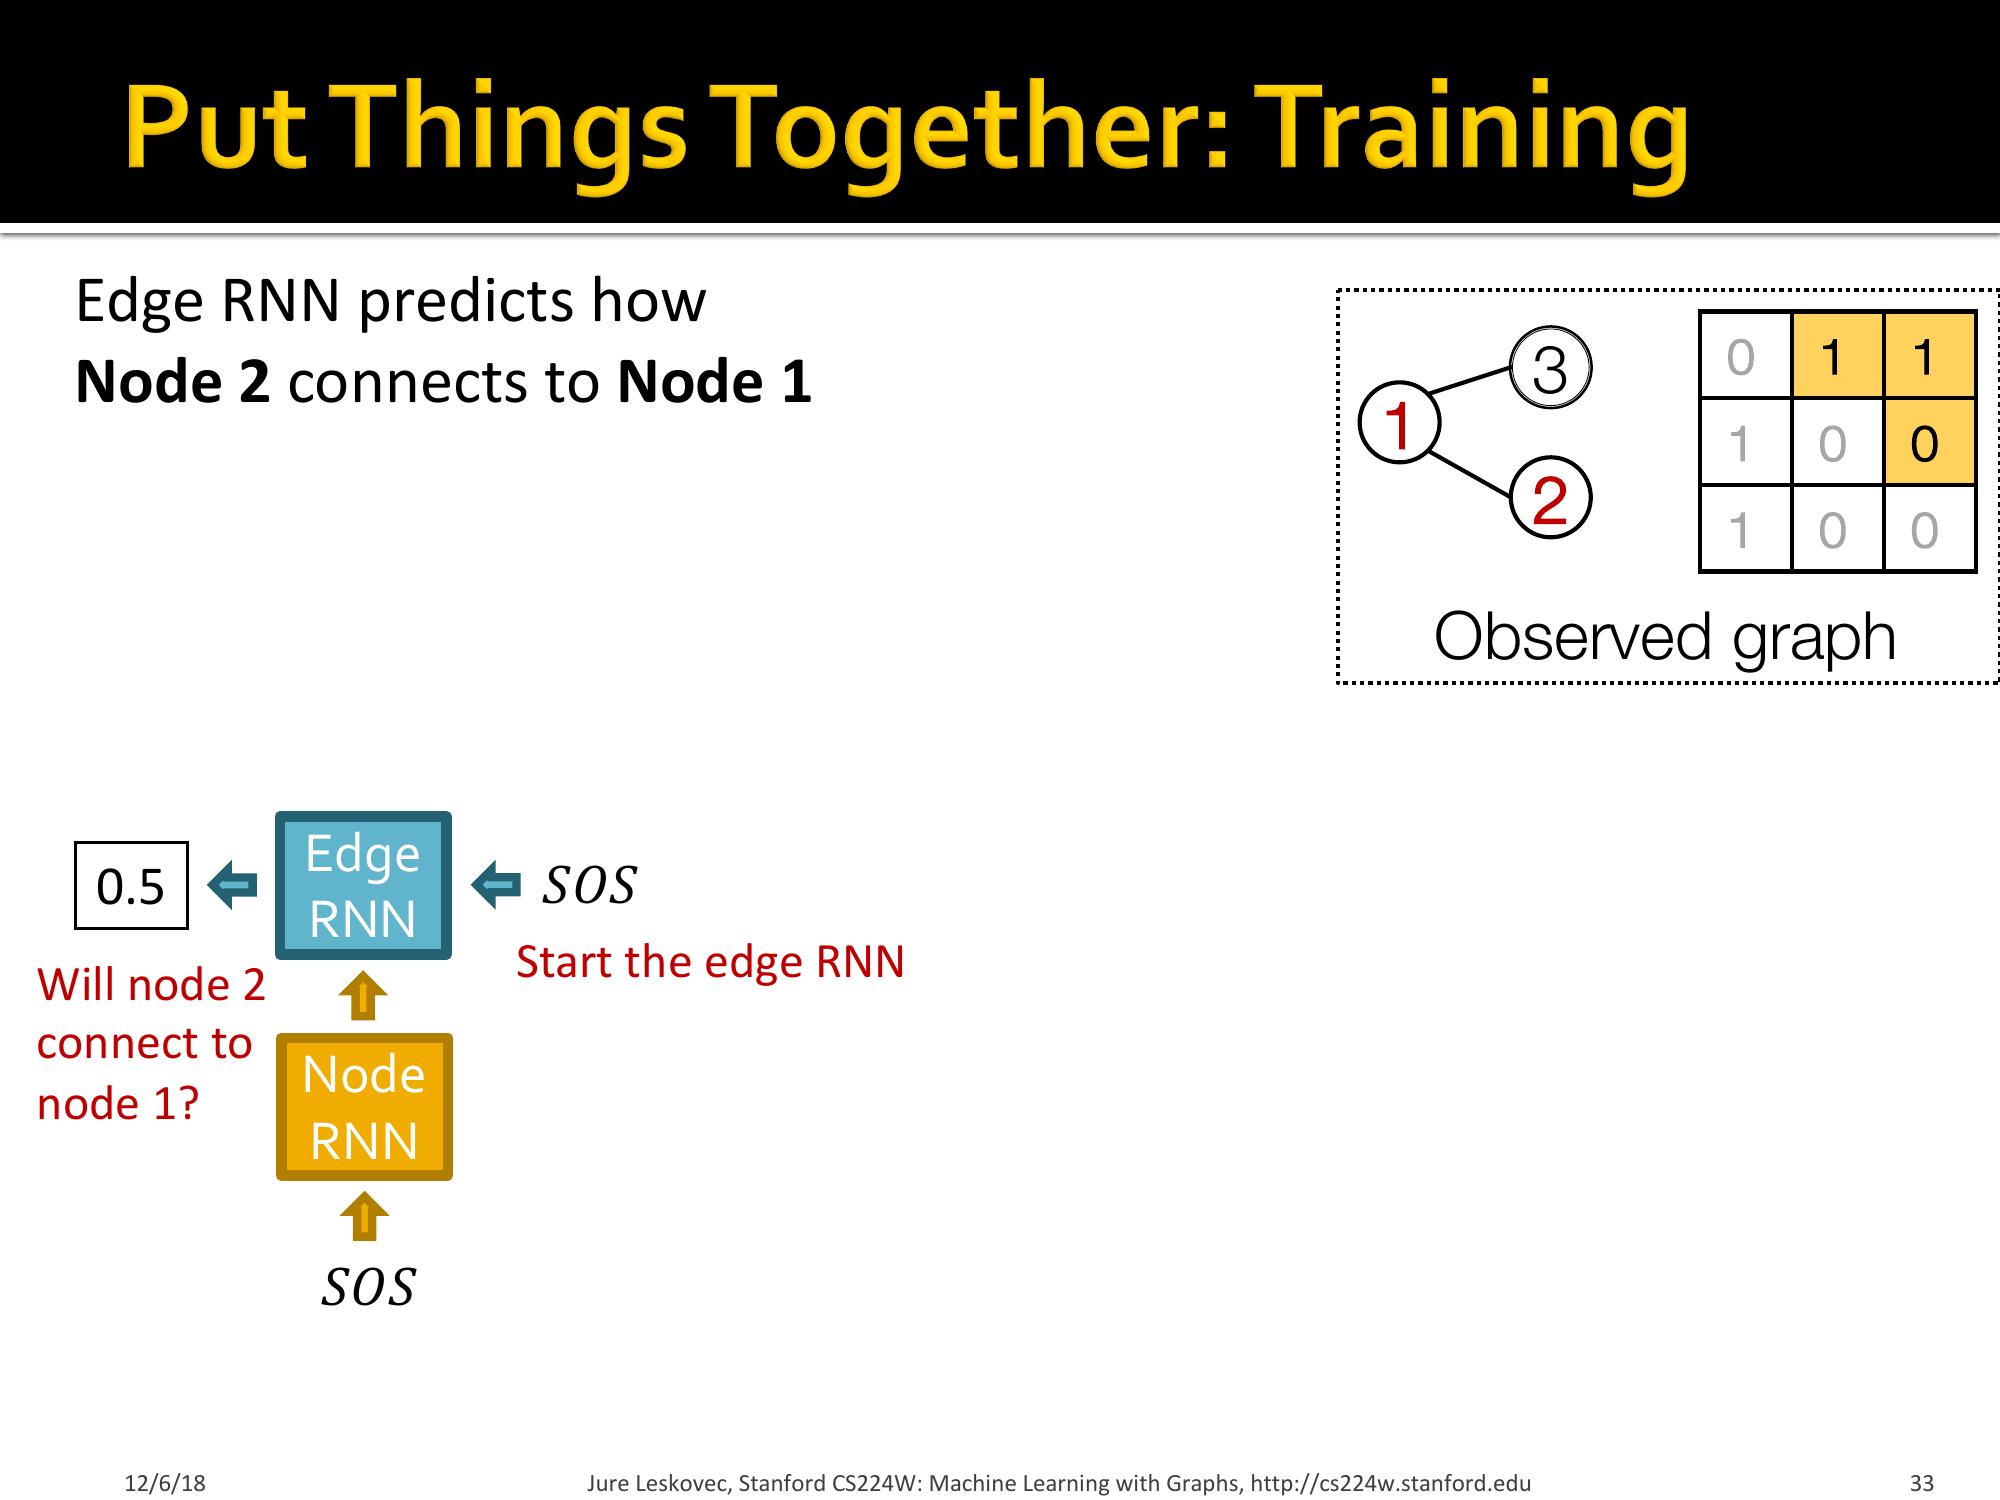 Put Things Together: Training
Edge RNN predicts how
Node 2 connects to Node 1
3
1
2
0 1 1
1 0 0
1 0 0
Observed graph
0.5
Edge
RNN
SOS
Start the edge RNN
Will node 2
connect to
node 1?
Node
RNN
SOS
12/6/18
Jure Leskovec, Stanford CS224W: Machine Learning with Graphs, http://cs224w.stanford.edu
33